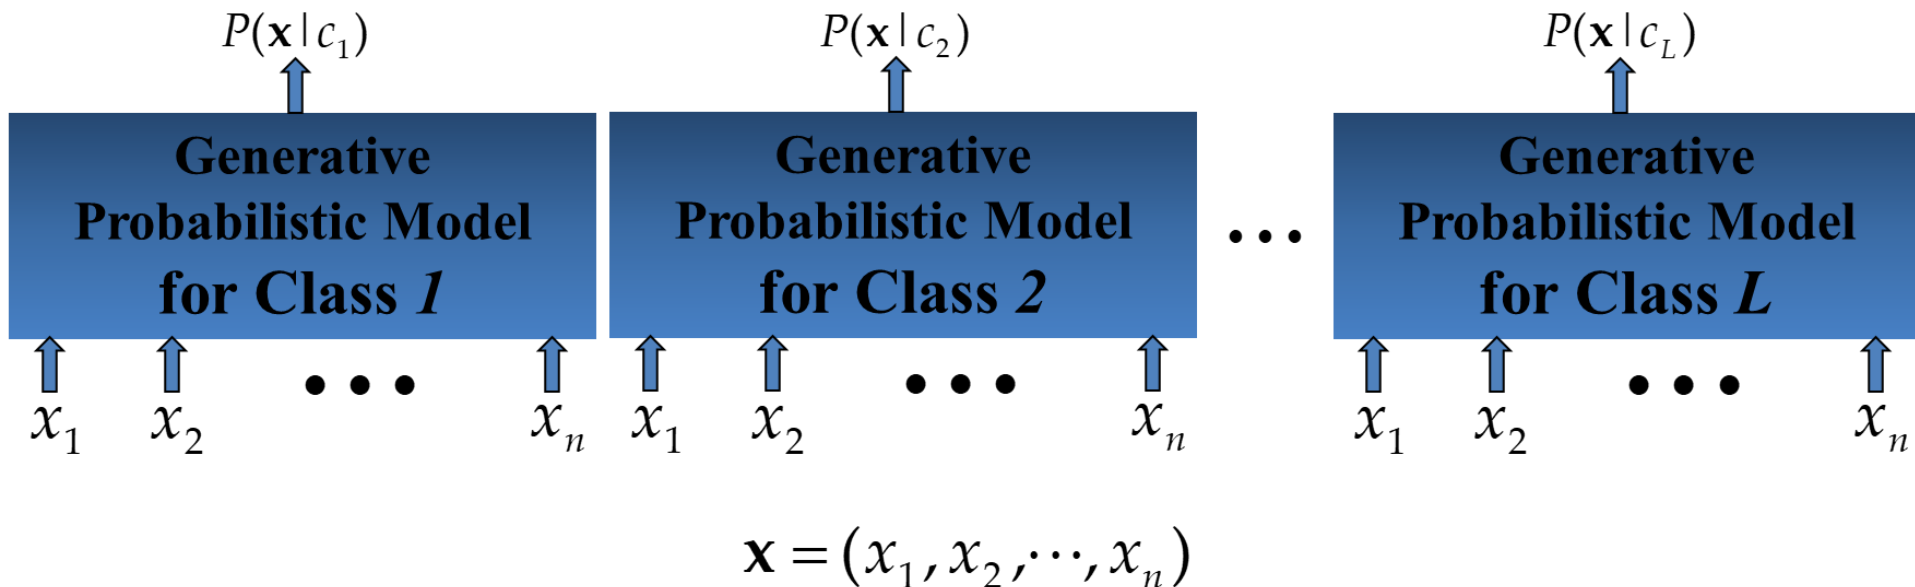 P(x|c₁) P(x|c₂) P(x|c_L)
Generative Generative Generative
Probabilistic Model Probabilistic Model ••• Probabilistic Model
for Class 1 for Class 2 for Class L
x₁ x₂ ••• xₙ x₁ x₂ ••• xₙ x₁ x₂ ••• xₙ
x = (x₁, x₂, ⋯, xₙ)